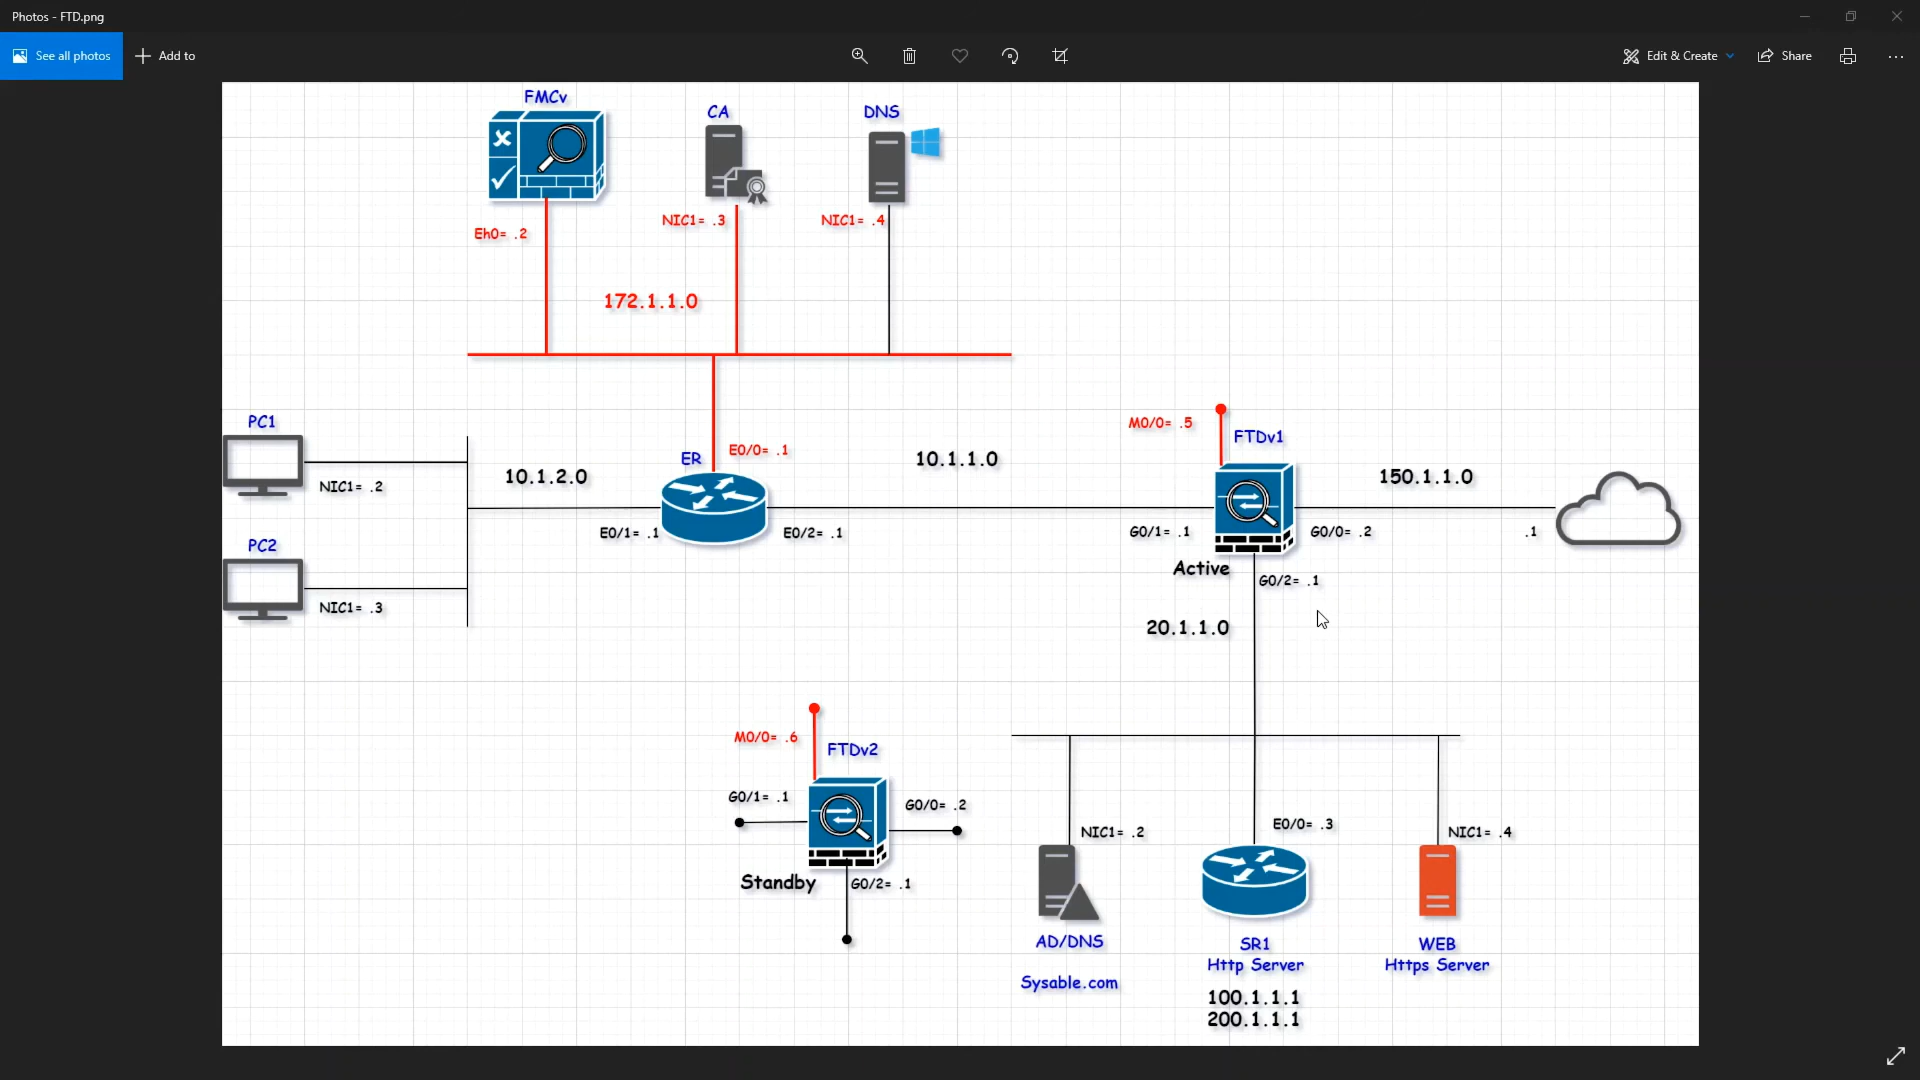 Photos - FTD.png
See all photos
Add to
Edit & Create
Share
FMCv
CA
DNS
NIC1= .3
NIC1= .4
Eh0= .2
172.1.1.0
PC1
M0/0= .5
FTDv1
ER
E0/0= .1
10.1.1.0
10.1.2.0
150.1.1.0
NIC1= .2
E0/1= .1
E0/2= .1
G0/1= .1
G0/0= .2
.1
PC2
Active
G0/2= .1
NIC1= .3
20.1.1.0
M0/0= .6
FTDv2
G0/1= .1
G0/0= .2
E0/0= .3
NIC1= .2
NIC1= .4
Standby
G0/2= .1
AD/DNS
SR1
WEB
Http Server
Https Server
Sysable.com
100.1.1.1
200.1.1.1